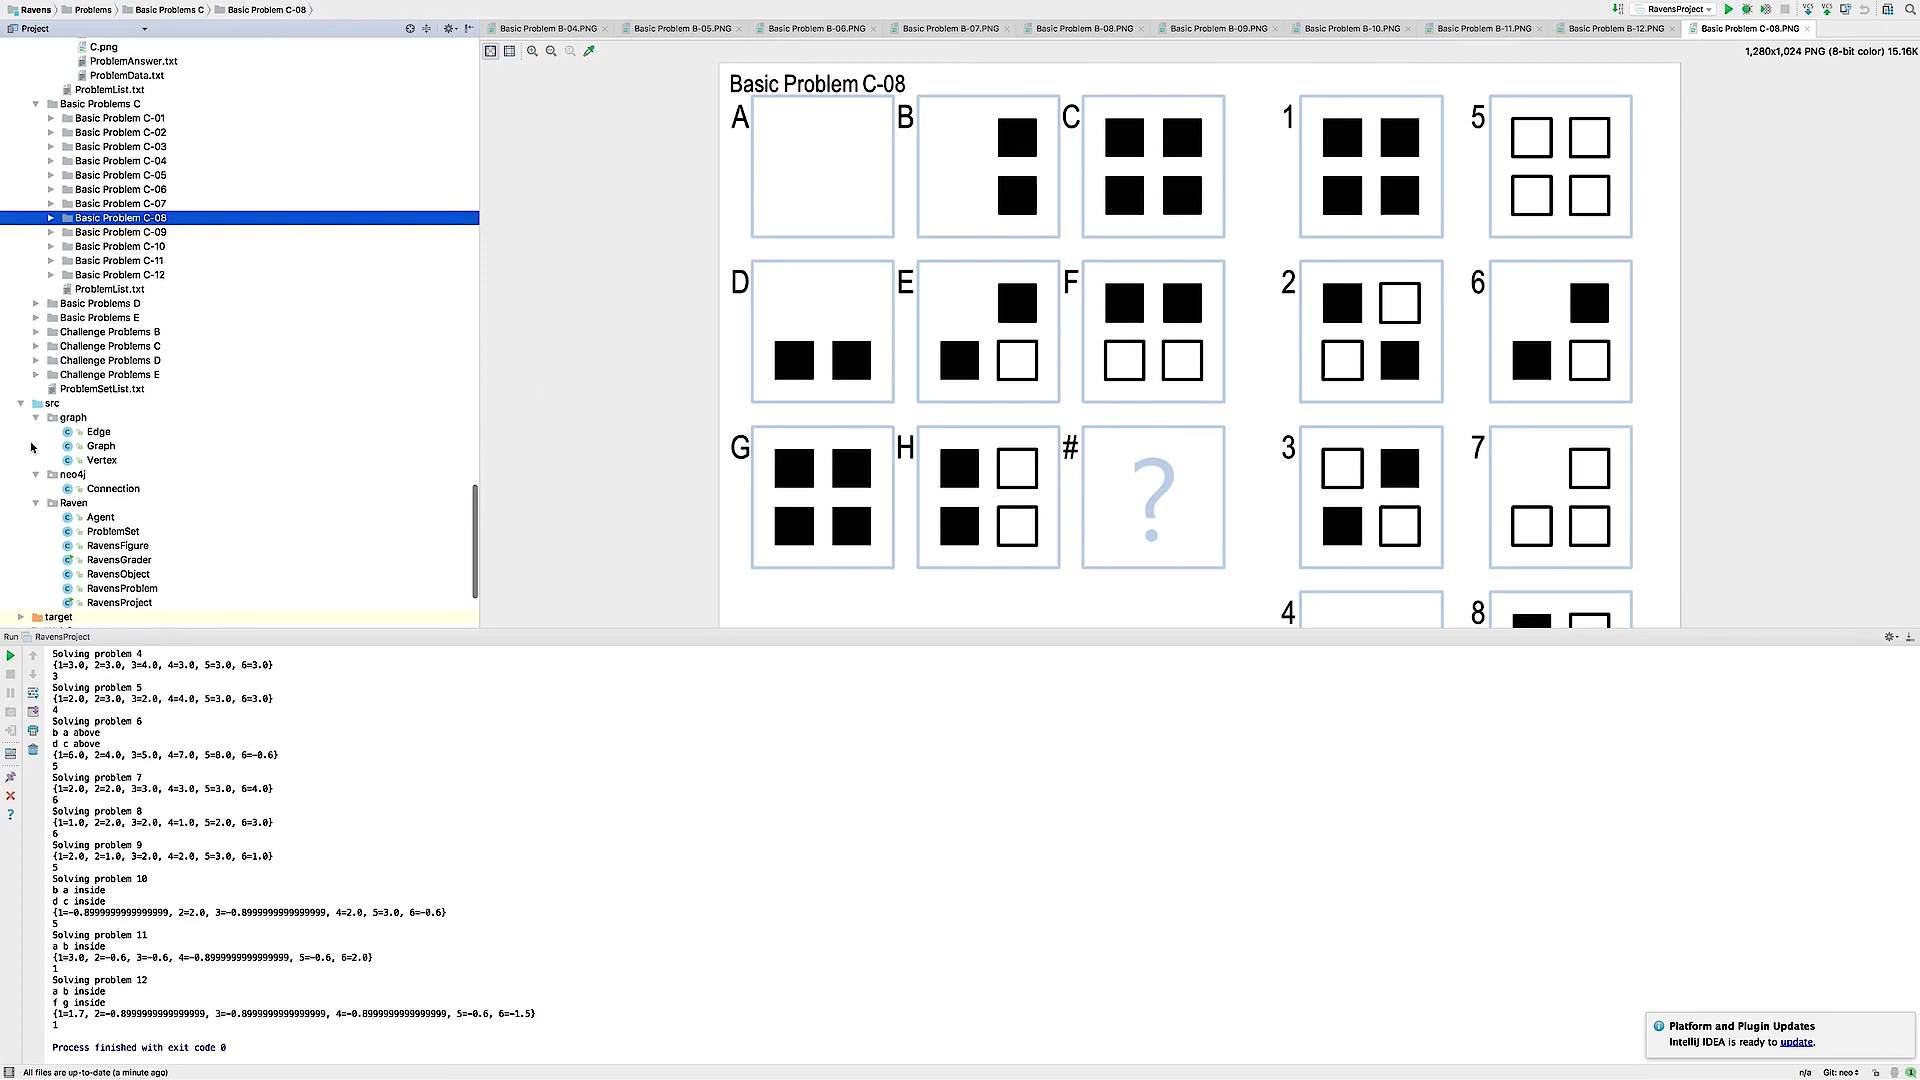 Ravens Problems Basic Problems C Basic Problem C-08
RavensProject
Project
Basic Problem B-04.PNG Basic Problem B-05.PNG Basic Problem B-06.PNG Basic Problem B-07.PNG Basic Problem B-08.PNG Basic Problem B-09.PNG Basic Problem B-10.PNG Basic Problem B-11.PNG Basic Problem B-12.PNG Basic Problem C-08.PNG
1,280x1,024 PNG (8-bit color) 15.16K
C.png
ProblemAnswer.txt
ProblemData.txt
ProblemList.txt
Basic Problems C
Basic Problem C-01
Basic Problem C-02
Basic Problem C-03
Basic Problem C-04
Basic Problem C-05
Basic Problem C-06
Basic Problem C-07
Basic Problem C-08
Basic Problem C-09
Basic Problem C-10
Basic Problem C-11
Basic Problem C-12
ProblemList.txt
Basic Problems D
Basic Problems E
Challenge Problems B
Challenge Problems C
Challenge Problems D
Challenge Problems E
ProblemSetList.txt
src
graph
Edge
Graph
Vertex
neo4j
Connection
Raven
Agent
ProblemSet
RavensFigure
RavensGrader
RavensObject
RavensProblem
RavensProject
target
Basic Problem C-08
A B C 1 5
D E F 2 6
G H # ? 3 7
4 8
Run RavensProject
Solving problem 4
{1=3.0, 2=3.0, 3=4.0, 4=3.0, 5=3.0, 6=3.0}
3
Solving problem 5
{1=2.0, 2=3.0, 3=2.0, 4=4.0, 5=3.0, 6=3.0}
4
Solving problem 6
b a above
d c above
{1=6.0, 2=4.0, 3=5.0, 4=7.0, 5=8.0, 6=-0.6}
5
Solving problem 7
{1=2.0, 2=2.0, 3=3.0, 4=3.0, 5=3.0, 6=4.0}
6
Solving problem 8
{1=1.0, 2=2.0, 3=2.0, 4=1.0, 5=2.0, 6=3.0}
6
Solving problem 9
{1=2.0, 2=1.0, 3=2.0, 4=2.0, 5=3.0, 6=1.0}
5
Solving problem 10
b a inside
d c inside
{1=-0.8999999999999999, 2=2.0, 3=-0.8999999999999999, 4=2.0, 5=3.0, 6=-0.6}
5
Solving problem 11
a b inside
{1=3.0, 2=-0.6, 3=-0.6, 4=-0.8999999999999999, 5=-0.6, 6=2.0}
1
Solving problem 12
a b inside
f g inside
{1=1.7, 2=-0.8999999999999999, 3=-0.8999999999999999, 4=-0.8999999999999999, 5=-0.6, 6=-1.5}
1
Process finished with exit code 0
Platform and Plugin Updates
IntelliJ IDEA is ready to update.
All files are up-to-date (a minute ago)
n/a Git: neo 1